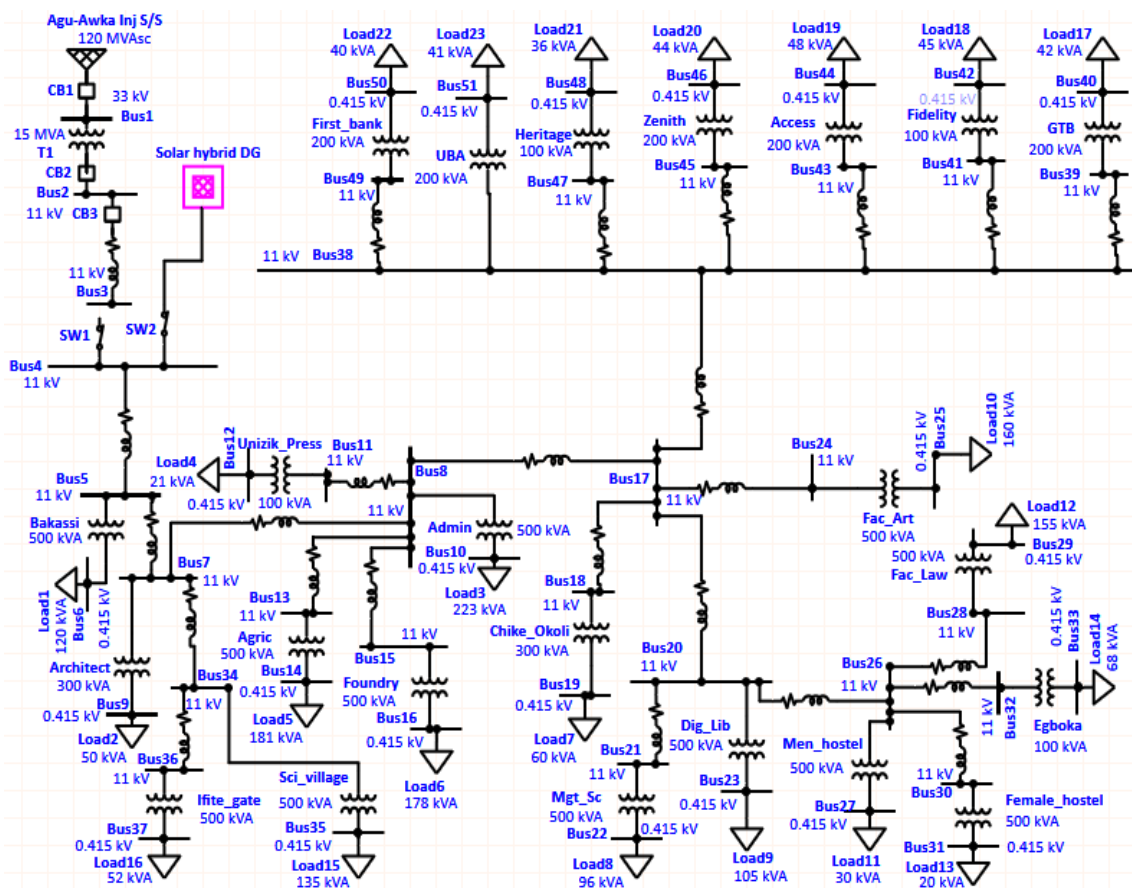 Agu-Awka Inj S/S
120 MVAsc
CB1
33 kV
Bus1
15 MVA
T1
CB2
Bus2
11 kV
CB3
11 kV
Bus3
SW1
SW2
Solar hybrid DG
Bus4
11 kV
Load22
40 kVA
Bus50
0.415 kV
First_bank
200 kVA
Bus49
11 kV
Load23
41 kVA
Bus51
0.415 kV
UBA
200 kVA
Load21
36 kVA
Bus48
0.415 kV
Heritage
100 kVA
Bus47
11 kV
Load20
44 kVA
Bus46
0.415 kV
Zenith
200 kVA
Bus45
11 kV
Load19
48 kVA
Bus44
0.415 kV
Access
200 kVA
Bus43
11 kV
Load18
45 kVA
Bus42
0.415 kV
Fidelity
100 kVA
Bus41
11 kV
Load17
42 kVA
Bus40
0.415 kV
GTB
200 kVA
Bus39
11 kV
11 kV
Bus38
Bus5
11 kV
Bakassi
500 kVA
Load1
120 kVA
Bus6
0.415 kV
Load4
21 kVA
Bus12
0.415 kV
Unizik_Press
100 kVA
Bus11
11 kV
Bus8
11 kV
Bus7
11 kV
Architect
300 kVA
Bus9
0.415 kV
Load2
50 kVA
Admin
500 kVA
Bus10
0.415 kV
Load3
223 kVA
Bus13
11 kV
Agric
500 kVA
Bus14
0.415 kV
Load5
181 kVA
11 kV
Bus15
Foundry
500 kVA
Bus16
0.415 kV
Load6
178 kVA
Bus34
11 kV
Bus36
11 kV
Ifite_gate
500 kVA
Bus37
0.415 kV
Load16
52 kVA
Sci_village
500 kVA
Bus35
0.415 kV
Load15
135 kVA
Bus17
11 kV
Bus24
11 kV
Fac_Art
500 kVA
0.415 kV
Bus25
Load10
160 kVA
Bus18
11 kV
Chike_Okoli
300 kVA
Bus19
0.415 kV
Load7
60 kVA
Bus20
11 kV
Bus21
11 kV
Mgt_Sc
500 kVA
Bus22
0.415 kV
Load8
96 kVA
Dig_Lib
500 kVA
Bus23
0.415 kV
Load9
105 kVA
Load12
155 kVA
Bus29
0.415 kV
500 kVA
Fac_Law
Bus28
11 kV
Bus26
11 kV
11 kV
Bus32
Egboka
100 kVA
0.415 kV
Bus33
Load14
68 kVA
Men_hostel
500 kVA
Bus27
0.415 kV
Load11
30 kVA
11 kV
Bus30
Female_hostel
500 kVA
Bus31
0.415 kV
Load13
20 kVA